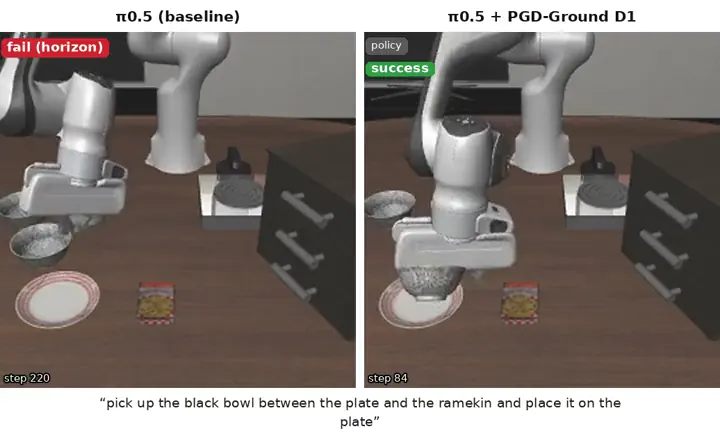 π0.5 (baseline)
π0.5 + PGD-Ground D1
fail (horizon)
policy
success
step 220
step 84
“pick up the black bowl between the plate and the ramekin and place it on the
plate”